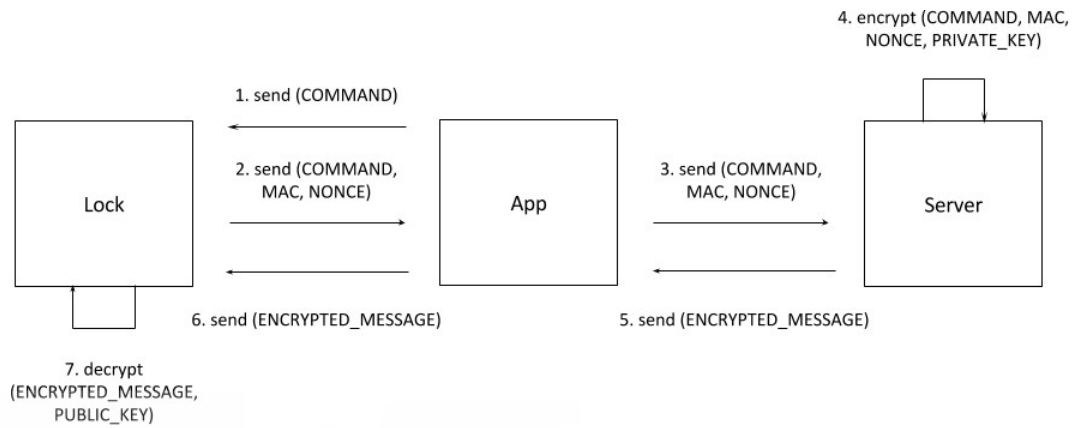 4. encrypt (COMMAND, MAC,
NONCE, PRIVATE_KEY)
1. send (COMMAND)
2. send (COMMAND,
MAC, NONCE)
3. send (COMMAND,
MAC, NONCE)
Lock
App
Server
6. send (ENCRYPTED_MESSAGE)
5. send (ENCRYPTED_MESSAGE)
7. decrypt
(ENCRYPTED_MESSAGE,
PUBLIC_KEY)